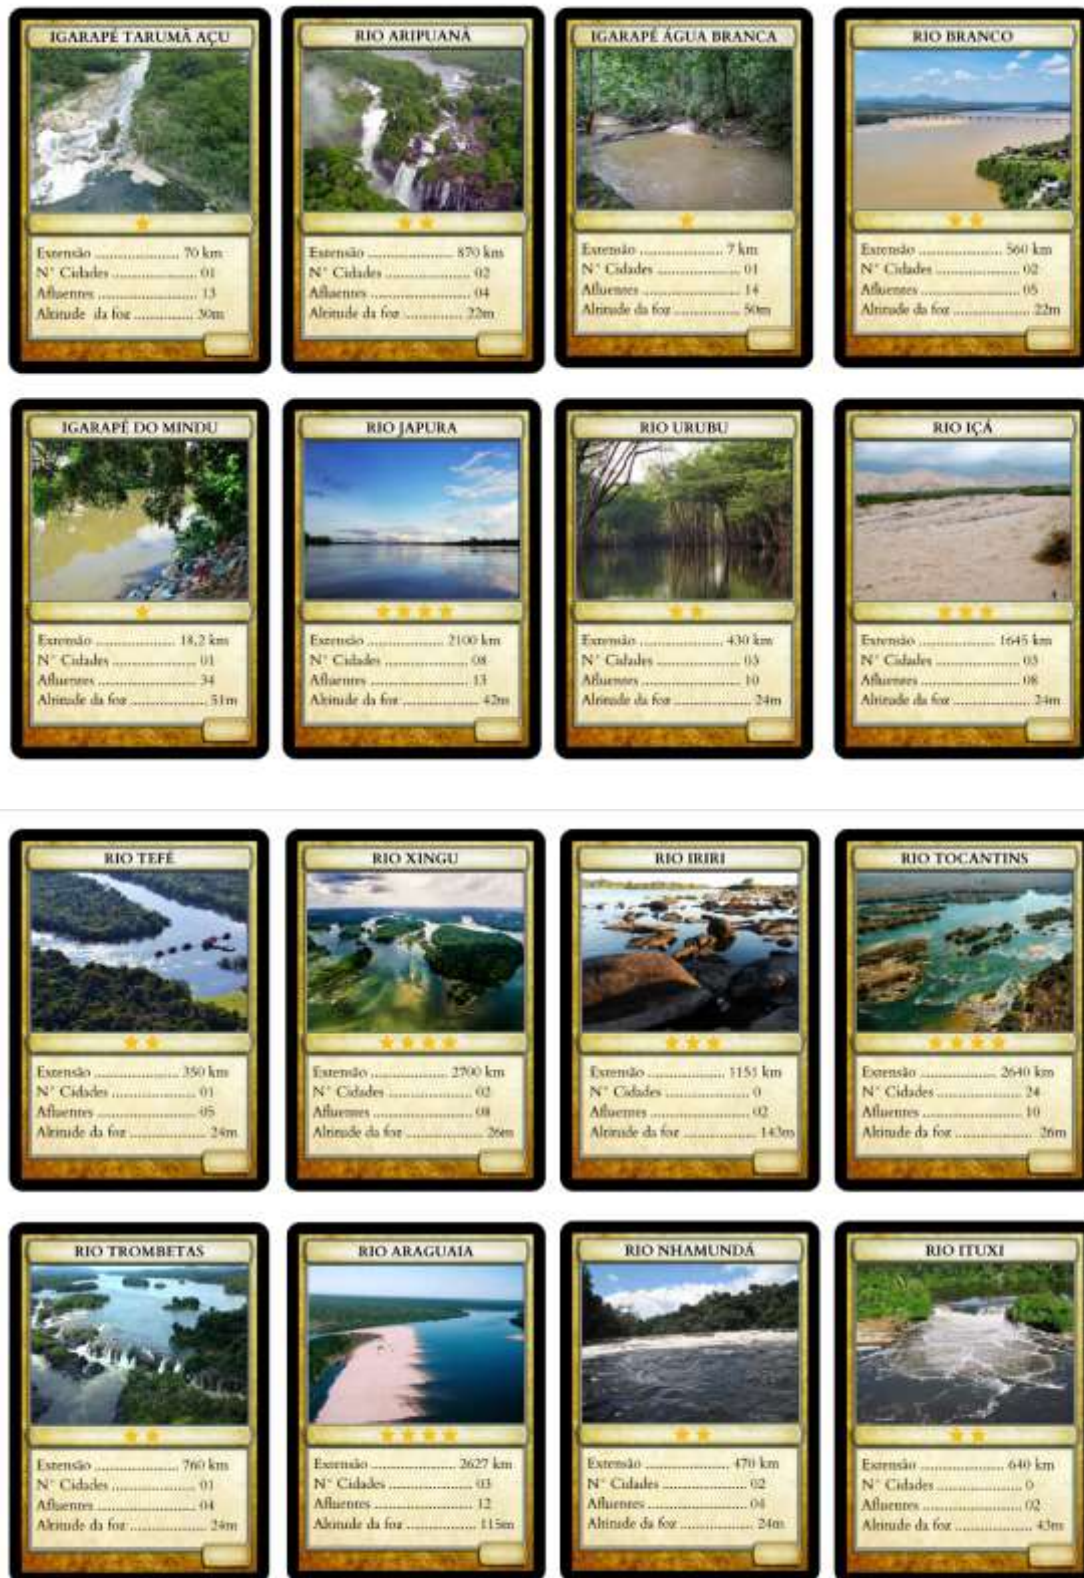 IGARAPÉ TARUMÃ AÇU
Extensão ..................... 70 km
N° Cidades ..................... 01
Afluentes ..................... 13
Altitude da foz ............... 30m
RIO ARIPUANÃ
Extensão ..................... 870 km
N° Cidades ..................... 02
Afluentes ..................... 04
Altitude da foz ............... 22m
IGARAPÉ ÁGUA BRANCA
Extensão ..................... 7 km
N° Cidades ..................... 01
Afluentes ..................... 14
Altitude da foz ............... 50m
RIO BRANCO
Extensão ..................... 560 km
N° Cidades ..................... 02
Afluentes ..................... 05
Altitude da foz ............... 22m
IGARAPÉ DO MINDU
Extensão ..................... 18,2 km
N° Cidades ..................... 01
Afluentes ..................... 34
Altitude da foz ............... 51m
RIO JAPURA
Extensão ..................... 2100 km
N° Cidades ..................... 08
Afluentes ..................... 13
Altitude da foz ............... 42m
RIO URUBU
Extensão ..................... 430 km
N° Cidades ..................... 03
Afluentes ..................... 10
Altitude da foz ............... 24m
RIO IÇÁ
Extensão ..................... 1645 km
N° Cidades ..................... 03
Afluentes ..................... 08
Altitude da foz ............... 24m
RIO TEFÉ
Extensão ..................... 350 km
N° Cidades ..................... 01
Afluentes ..................... 05
Altitude da foz ............... 24m
RIO XINGU
Extensão ..................... 2700 km
N° Cidades ..................... 02
Afluentes ..................... 08
Altitude da foz ............... 26m
RIO IRIRI
Extensão ..................... 1151 km
N° Cidades ..................... 0
Afluentes ..................... 02
Altitude da foz ............... 143m
RIO TOCANTINS
Extensão ..................... 2640 km
N° Cidades ..................... 24
Afluentes ..................... 10
Altitude da foz ............... 26m
RIO TROMBETAS
Extensão ..................... 760 km
N° Cidades ..................... 01
Afluentes ..................... 04
Altitude da foz ............... 24m
RIO ARAGUAIA
Extensão ..................... 2627 km
N° Cidades ..................... 03
Afluentes ..................... 12
Altitude da foz ............... 115m
RIO NHAMUNDÁ
Extensão ..................... 470 km
N° Cidades ..................... 02
Afluentes ..................... 04
Altitude da foz ............... 24m
RIO ITUXI
Extensão ..................... 640 km
N° Cidades ..................... 0
Afluentes ..................... 02
Altitude da foz ............... 43m